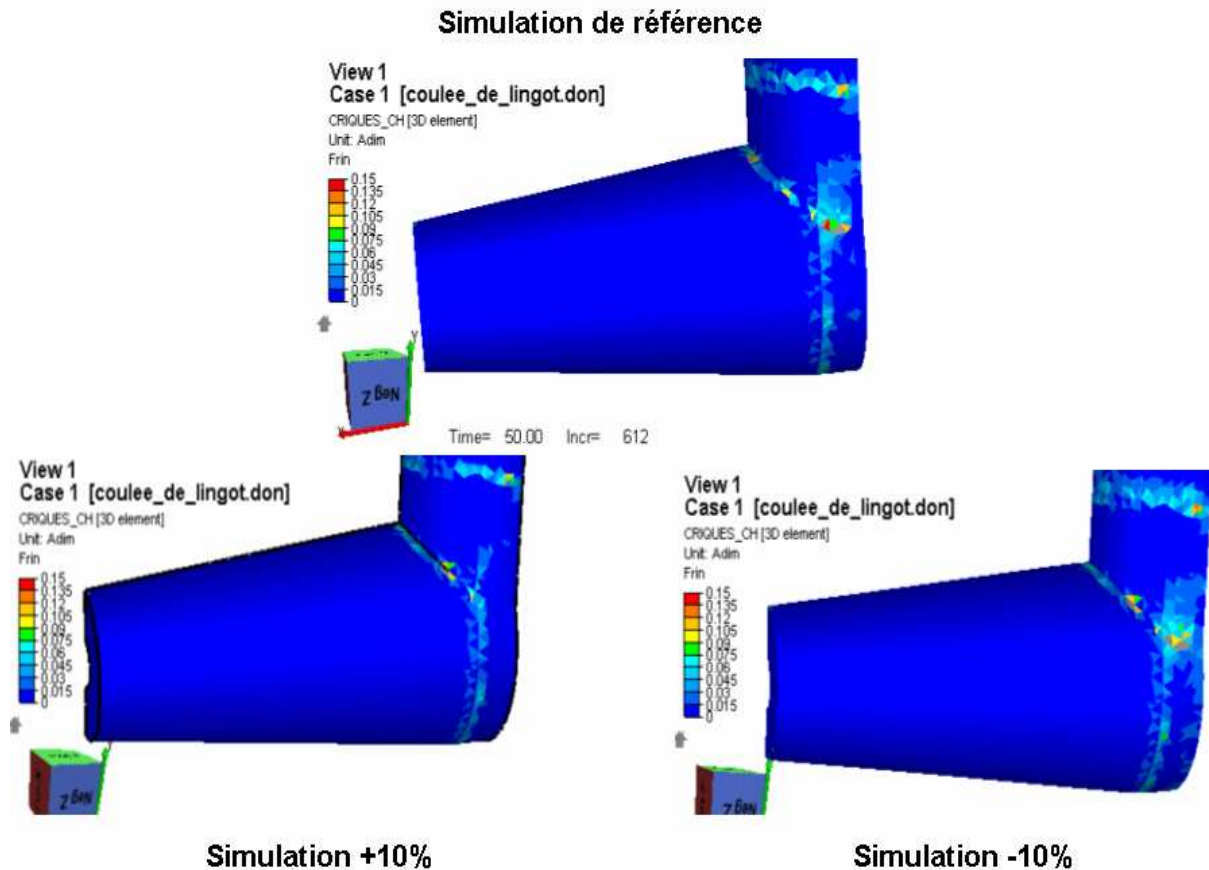 Simulation de référence
View 1
Case 1 [coulee_de_lingot.don]
CRIQUES_CH [3D element]
Unit: Adim
Frin
0.15
0.135
0.12
0.105
0.09
0.075
0.06
0.045
0.03
0.015
0
Y
Neg Z
Time= 50.00 Incr= 612
View 1
Case 1 [coulee_de_lingot.don]
CRIQUES_CH [3D element]
Unit: Adim
Frin
0.15
0.135
0.12
0.105
0.09
0.075
0.06
0.045
0.03
0.015
0
Neg Z
View 1
Case 1 [coulee_de_lingot.don]
CRIQUES_CH [3D element]
Unit: Adim
Frin
0.15
0.135
0.12
0.105
0.09
0.075
0.06
0.045
0.03
0.015
0
Neg Z
Simulation +10%
Simulation -10%